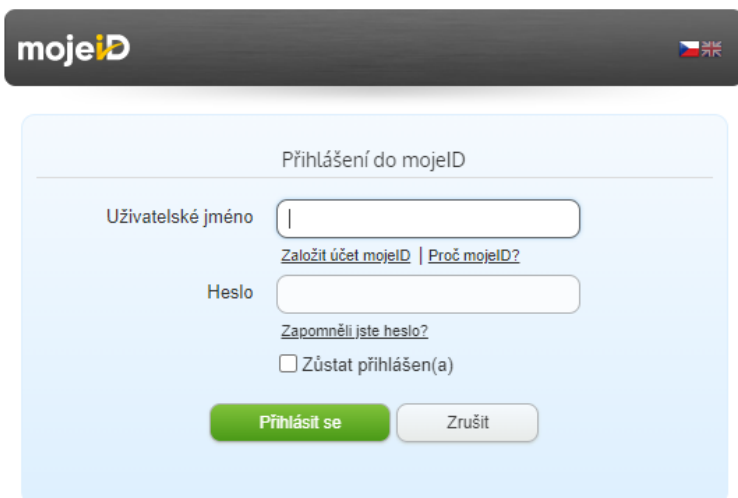 mojeiD
Přihlášení do mojeID
Uživatelské jméno
Založit účet mojeID | Proč mojeID?
Heslo
Zapomněli jste heslo?
Zůstat přihlášen(a)
Přihlásit se Zrušit